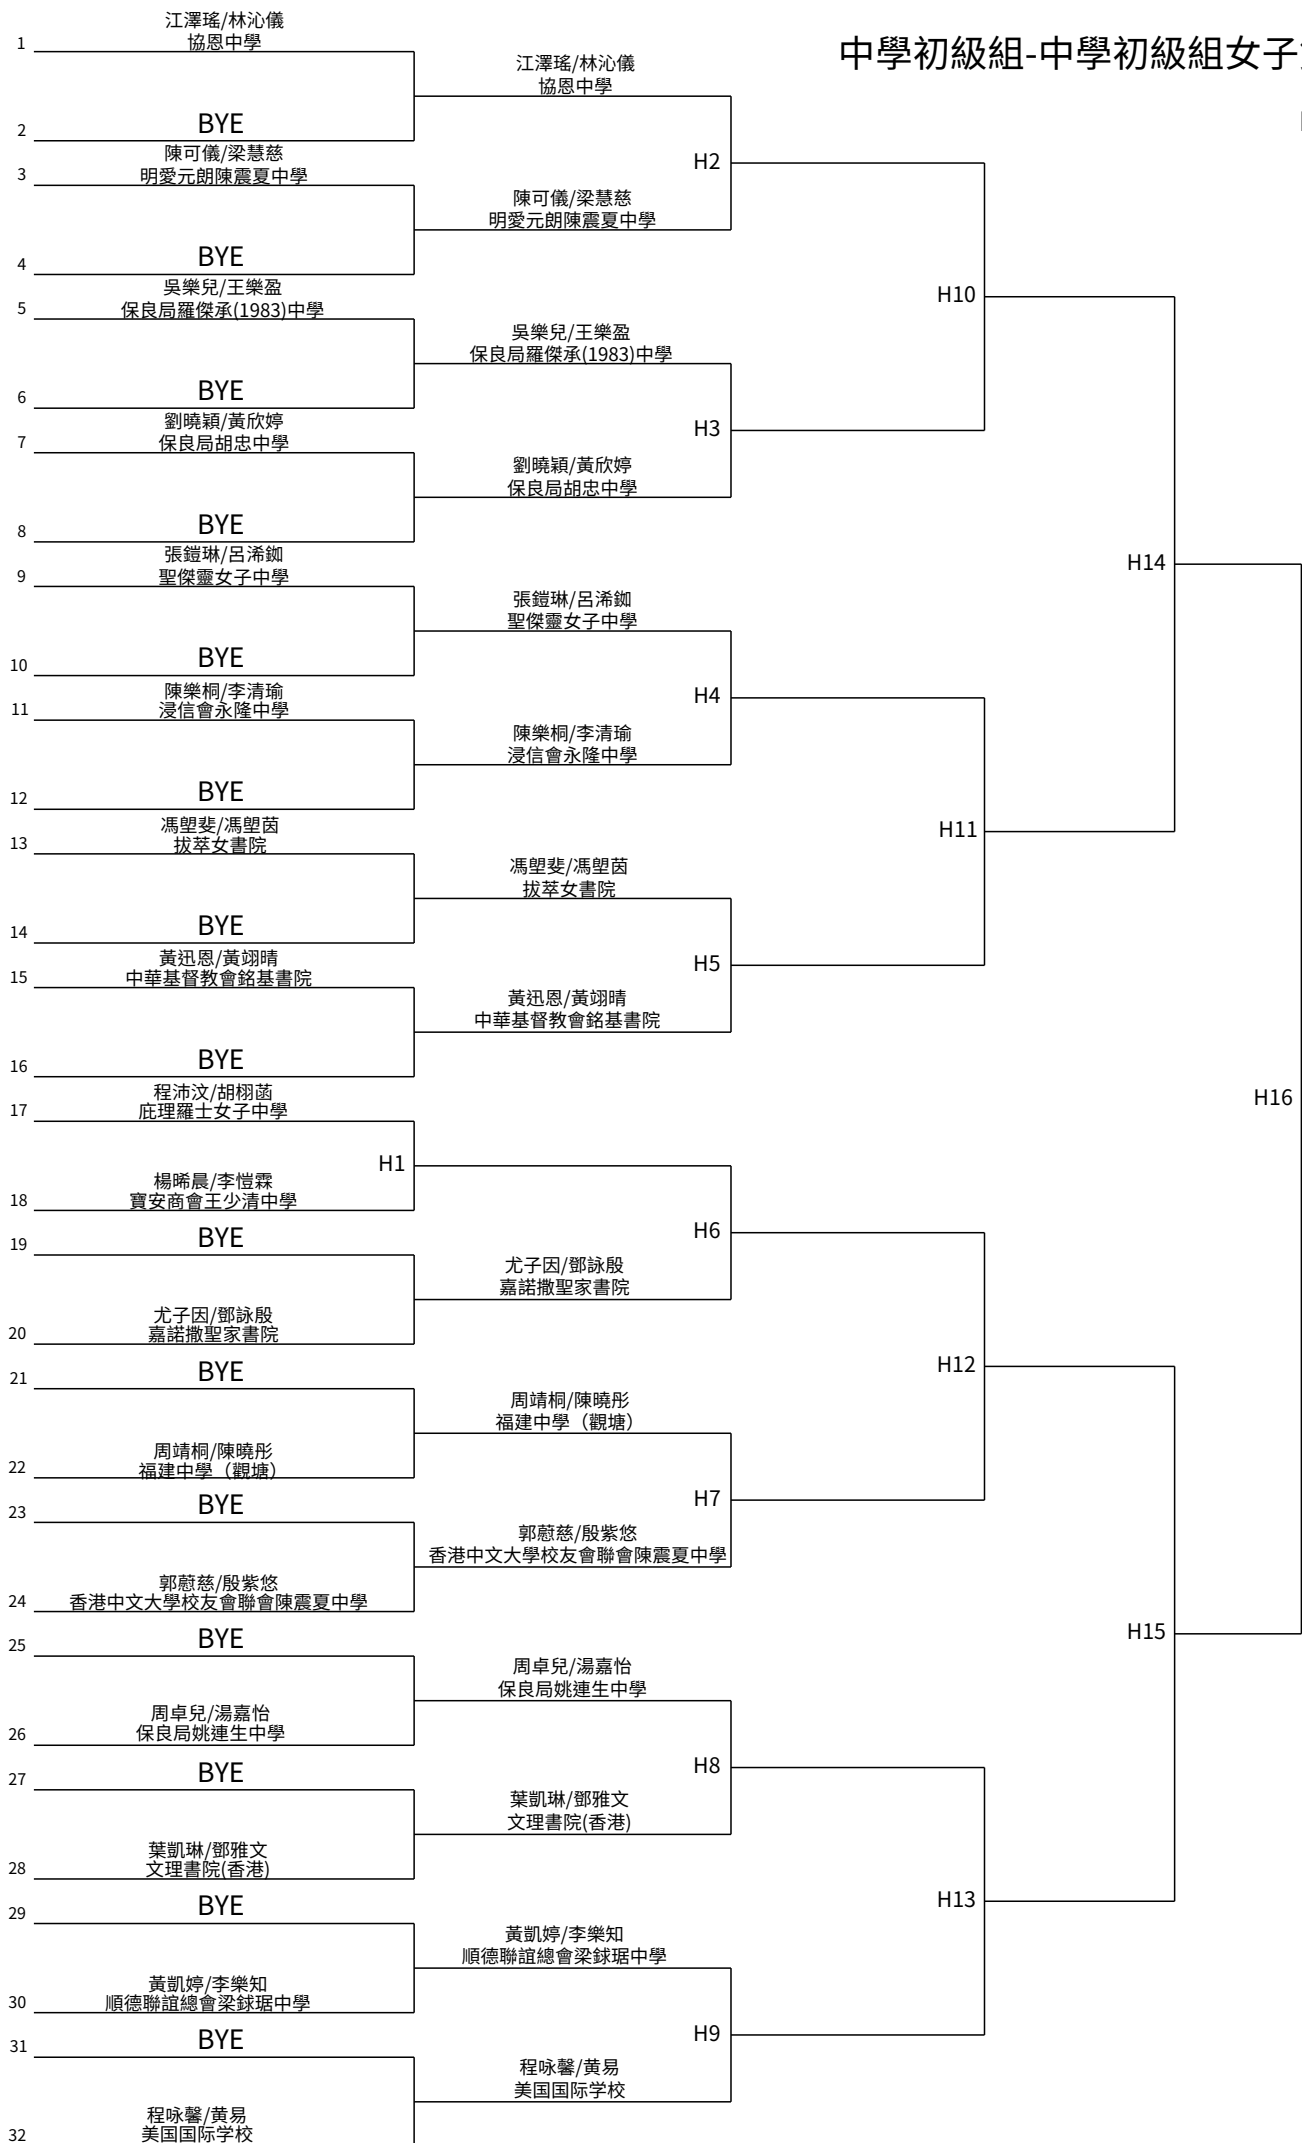 中學初級組-中學初級組女子
1
江澤瑤/林沁儀
協恩中學
2
BYE
3
陳可儀/梁慧慈
明愛元朗陳震夏中學
4
BYE
5
吳樂兒/王樂盈
保良局羅傑承(1983)中學
6
BYE
7
劉曉穎/黃欣婷
保良局胡忠中學
8
BYE
9
張鎧琳/呂浠鉫
聖傑靈女子中學
10
BYE
11
陳樂桐/李清瑜
浸信會永隆中學
12
BYE
13
馮塱斐/馮塱茵
拔萃女書院
14
BYE
15
黃迅恩/黃翊晴
中華基督教會銘基書院
16
BYE
17
程沛汶/胡栩菡
庇理羅士女子中學
18
楊晞晨/李愷霖
寶安商會王少清中學
19
BYE
20
尤子因/鄧詠殷
嘉諾撒聖家書院
21
BYE
22
周靖桐/陳曉彤
福建中學（觀塘）
23
BYE
24
郭蔚慈/殷紫悠
香港中文大學校友會聯會陳震夏中學
25
BYE
26
周卓兒/湯嘉怡
保良局姚連生中學
27
BYE
28
葉凱琳/鄧雅文
文理書院(香港)
29
BYE
30
黃凱婷/李樂知
順德聯誼總會梁銶琚中學
31
BYE
32
程咏馨/黄易
美国国际学校
江澤瑤/林沁儀
協恩中學
H2
陳可儀/梁慧慈
明愛元朗陳震夏中學
吳樂兒/王樂盈
保良局羅傑承(1983)中學
H3
劉曉穎/黃欣婷
保良局胡忠中學
張鎧琳/呂浠鉫
聖傑靈女子中學
H4
陳樂桐/李清瑜
浸信會永隆中學
馮塱斐/馮塱茵
拔萃女書院
H5
黃迅恩/黃翊晴
中華基督教會銘基書院
H1
H6
尤子因/鄧詠殷
嘉諾撒聖家書院
周靖桐/陳曉彤
福建中學（觀塘）
H7
郭蔚慈/殷紫悠
香港中文大學校友會聯會陳震夏中學
周卓兒/湯嘉怡
保良局姚連生中學
H8
葉凱琳/鄧雅文
文理書院(香港)
黃凱婷/李樂知
順德聯誼總會梁銶琚中學
H9
程咏馨/黄易
美国国际学校
H10
H11
H12
H13
H14
H15
H16